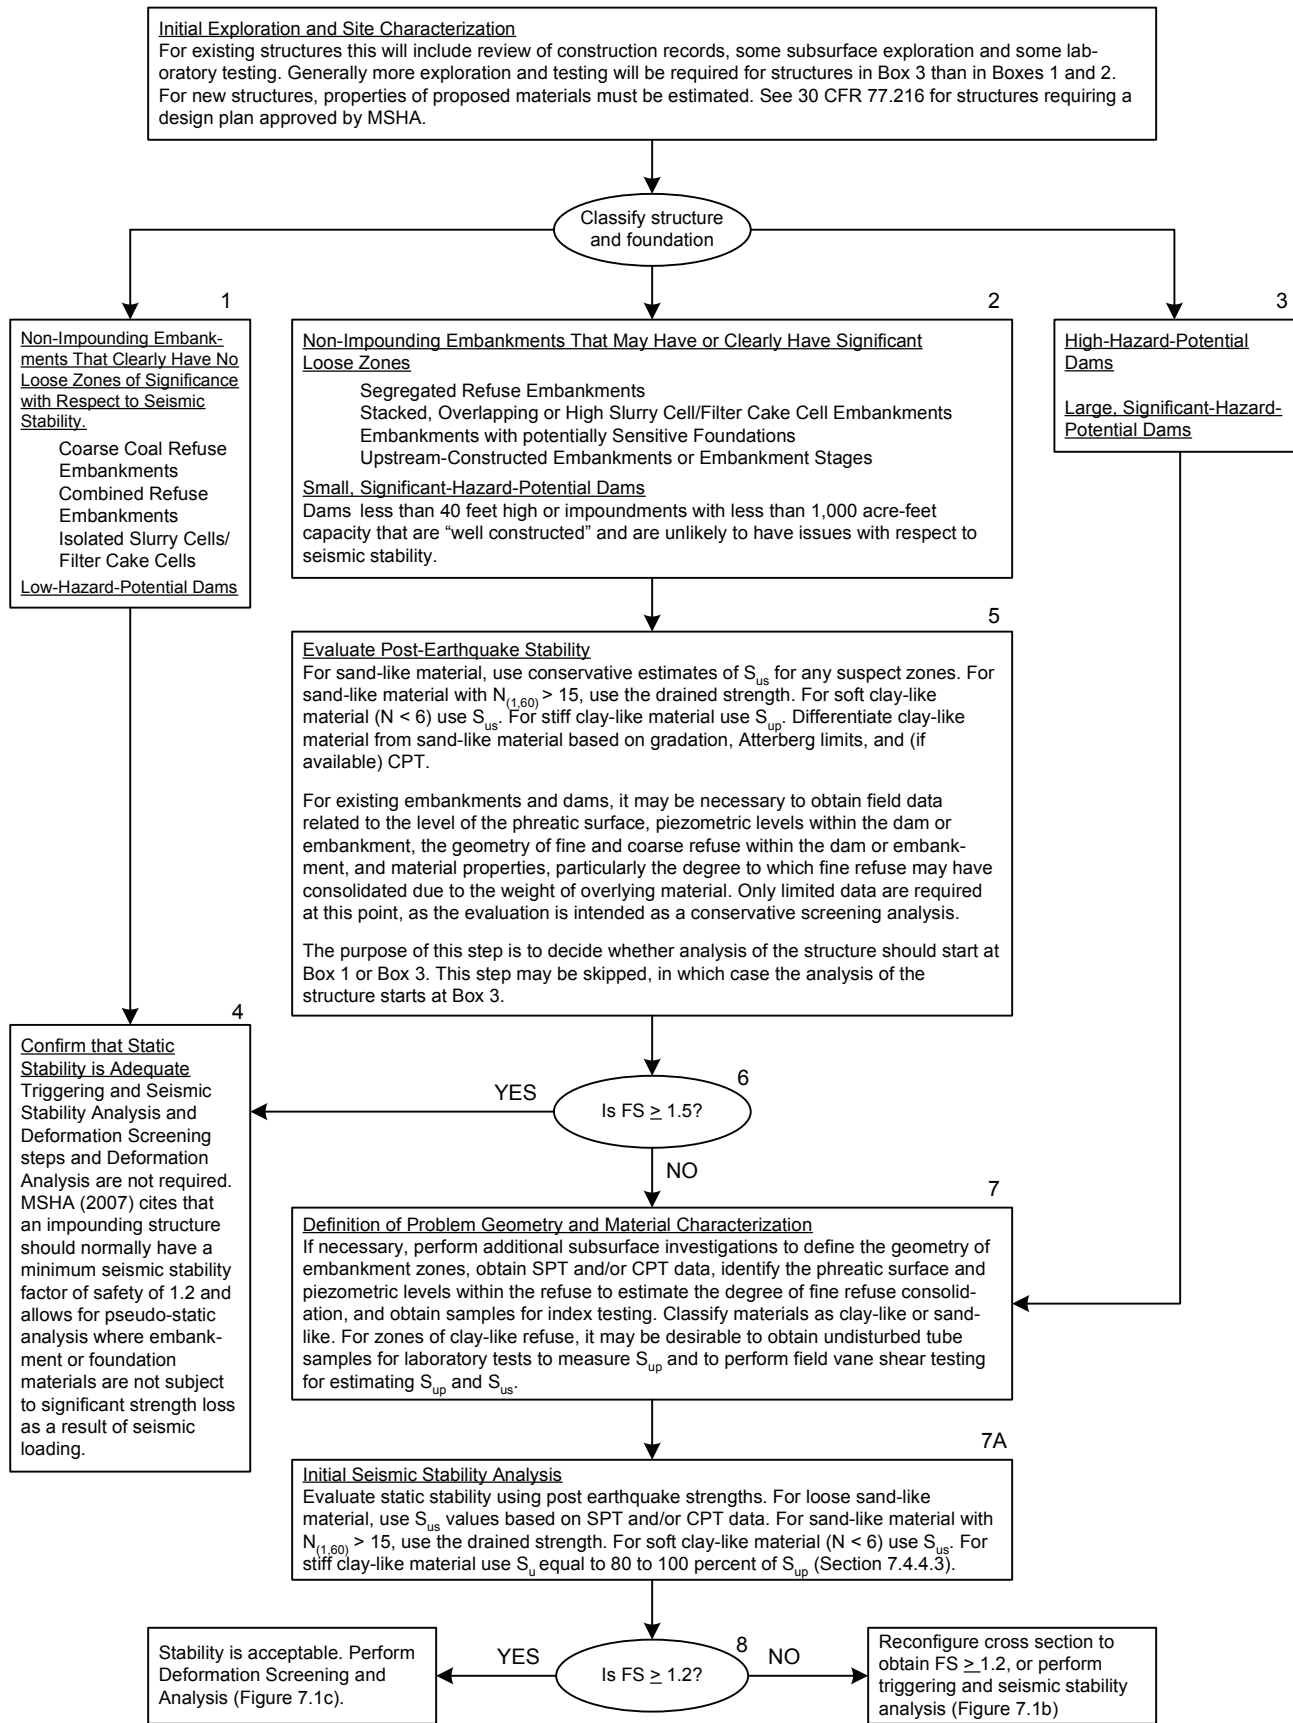 Initial Exploration and Site Characterization
For existing structures this will include review of construction records, some subsurface exploration and some lab-
oratory testing. Generally more exploration and testing will be required for structures in Box 3 than in Boxes 1 and 2.
For new structures, properties of proposed materials must be estimated. See 30 CFR 77.216 for structures requiring a
design plan approved by MSHA.
Classify structure
and foundation
1
Non-Impounding Embank-
ments That Clearly Have No
Loose Zones of Significance
with Respect to Seismic
Stability.
Coarse Coal Refuse
Embankments
Combined Refuse
Embankments
Isolated Slurry Cells/
Filter Cake Cells
Low-Hazard-Potential Dams
2
Non-Impounding Embankments That May Have or Clearly Have Significant
Loose Zones
Segregated Refuse Embankments
Stacked, Overlapping or High Slurry Cell/Filter Cake Cell Embankments
Embankments with potentially Sensitive Foundations
Upstream-Constructed Embankments or Embankment Stages
Small, Significant-Hazard-Potential Dams
Dams less than 40 feet high or impoundments with less than 1,000 acre-feet
capacity that are “well constructed” and are unlikely to have issues with respect to
seismic stability.
3
High-Hazard-Potential
Dams
Large, Significant-Hazard-
Potential Dams
5
Evaluate Post-Earthquake Stability
For sand-like material, use conservative estimates of Sus for any suspect zones. For
sand-like material with N(1,60) > 15, use the drained strength. For soft clay-like
material (N < 6) use Sus. For stiff clay-like material use Sup. Differentiate clay-like
material from sand-like material based on gradation, Atterberg limits, and (if
available) CPT.
For existing embankments and dams, it may be necessary to obtain field data
related to the level of the phreatic surface, piezometric levels within the dam or
embankment, the geometry of fine and coarse refuse within the dam or embank-
ment, and material properties, particularly the degree to which fine refuse may have
consolidated due to the weight of overlying material. Only limited data are required
at this point, as the evaluation is intended as a conservative screening analysis.
The purpose of this step is to decide whether analysis of the structure should start at
Box 1 or Box 3. This step may be skipped, in which case the analysis of the
structure starts at Box 3.
4
Confirm that Static
Stability is Adequate
Triggering and Seismic
Stability Analysis and
Deformation Screening
steps and Deformation
Analysis are not required.
MSHA (2007) cites that
an impounding structure
should normally have a
minimum seismic stability
factor of safety of 1.2 and
allows for pseudo-static
analysis where embank-
ment or foundation
materials are not subject
to significant strength loss
as a result of seismic
loading.
6
YES
Is FS ≥ 1.5?
NO
7
Definition of Problem Geometry and Material Characterization
If necessary, perform additional subsurface investigations to define the geometry of
embankment zones, obtain SPT and/or CPT data, identify the phreatic surface and
piezometric levels within the refuse to estimate the degree of fine refuse consolid-
ation, and obtain samples for index testing. Classify materials as clay-like or sand-
like. For zones of clay-like refuse, it may be desirable to obtain undisturbed tube
samples for laboratory tests to measure Sup and to perform field vane shear testing
for estimating Sup and Sus.
7A
Initial Seismic Stability Analysis
Evaluate static stability using post earthquake strengths. For loose sand-like
material, use Sus values based on SPT and/or CPT data. For sand-like material with
N(1,60) > 15, use the drained strength. For soft clay-like material (N < 6) use Sus. For
stiff clay-like material use Su equal to 80 to 100 percent of Sup (Section 7.4.4.3).
8
Stability is acceptable. Perform
Deformation Screening and
Analysis (Figure 7.1c).
YES
Is FS ≥ 1.2?
NO
Reconfigure cross section to
obtain FS ≥ 1.2, or perform
triggering and seismic stability
analysis (Figure 7.1b)